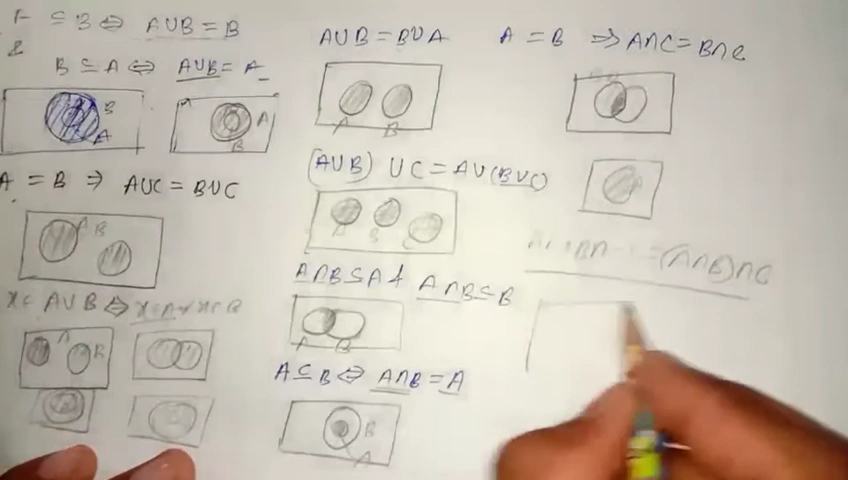 ⊆ B ⇔ A∪B = B
&
B ⊆ A ⇔ A∪B = A
B
A
A
B
A = B ⇒ A∪C = B∪C
A B
x ∈ A∪B ⇔ x ∈ A or x ∈ B
A
B
A∪B = B∪A
A B
(A∪B) ∪ C = A∪(B∪C)
A B C
A∩B ⊆ A & A∩B ⊆ B
A B
A ⊆ B ⇔ A∩B = A
B
A
A = B ⇒ A∩C = B∩C
= (A∩B)∩C